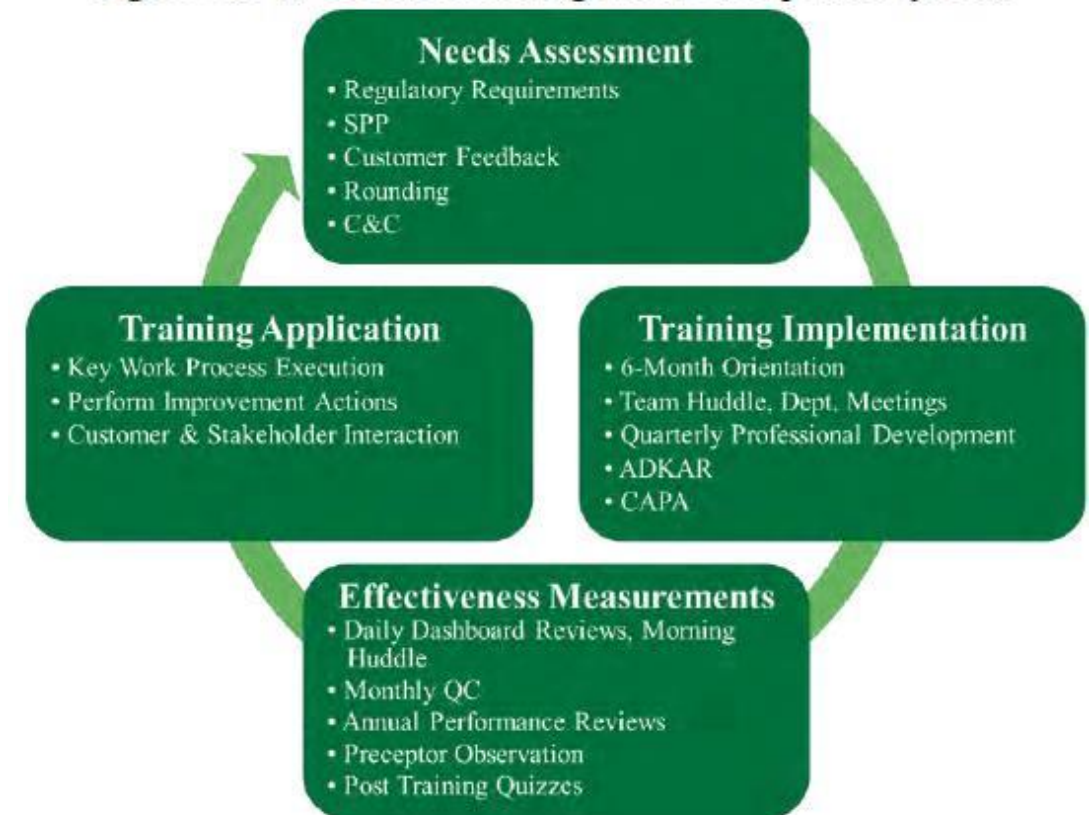 Needs Assessment
• Regulatory Requirements
• SPP
• Customer Feedback
• Rounding
• C&C
Training Application
• Key Work Process Execution
• Perform Improvement Actions
• Customer & Stakeholder Interaction
Training Implementation
• 6-Month Orientation
• Team Huddle, Dept, Meetings
• Quarterly Professional Development
• ADKAR
• CAPA
Effectiveness Measurements
• Daily Dashboard Reviews, Morning
Huddle
• Monthly QC
• Annual Performance Reviews
• Preceptor Observation
• Post Training Quizzes